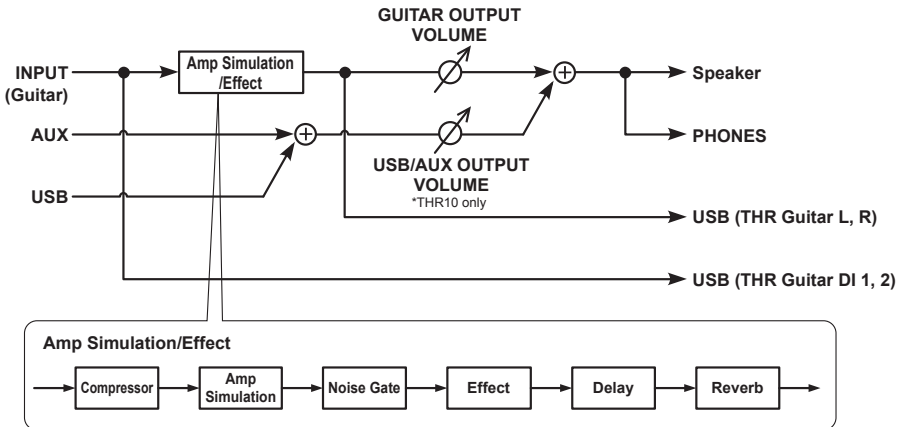 GUITAR OUTPUT
VOLUME
INPUT
(Guitar)
Amp Simulation
/Effect
Speaker
AUX
PHONES
USB/AUX OUTPUT
VOLUME
*THR10 only
USB
USB (THR Guitar L, R)
USB (THR Guitar DI 1, 2)
Amp Simulation/Effect
Compressor
Amp
Simulation
Noise Gate
Effect
Delay
Reverb